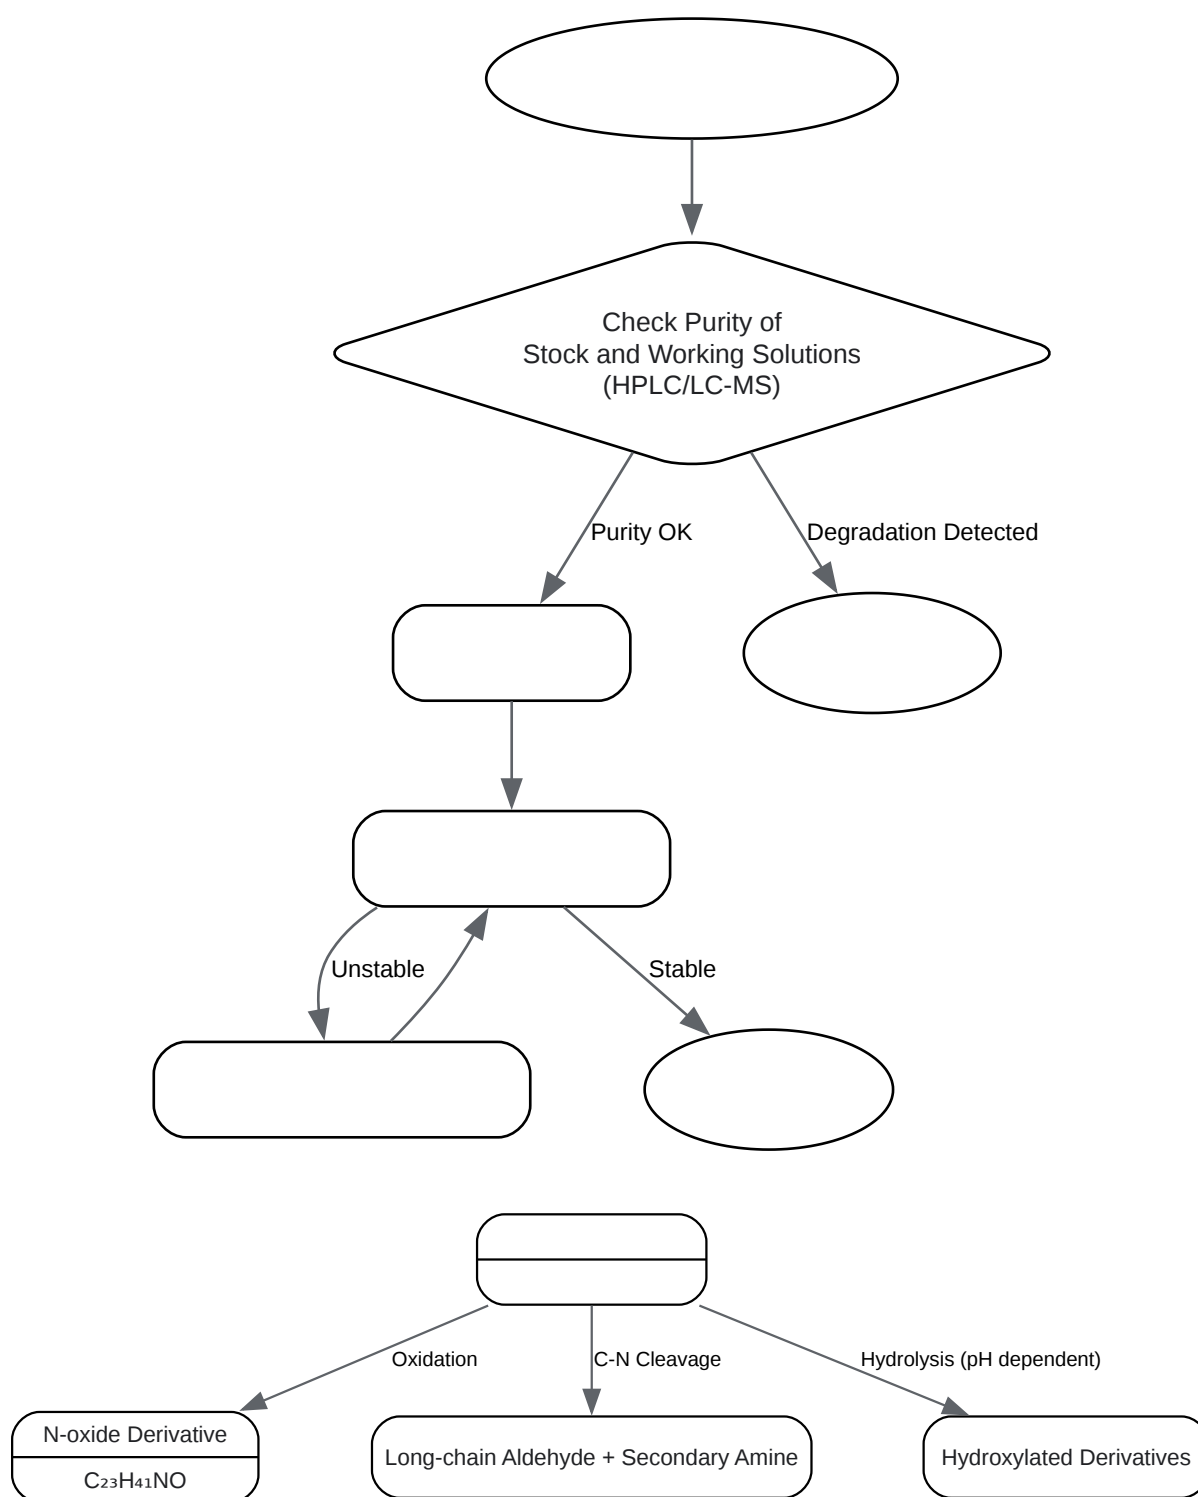 Check Purity of
Stock and Working Solutions
(HPLC/LC-MS)
Purity OK
Degradation Detected
Unstable
Stable
Oxidation
C-N Cleavage
Hydrolysis (pH dependent)
N-oxide Derivative
C₂₃H₄₁NO
Long-chain Aldehyde + Secondary Amine
Hydroxylated Derivatives